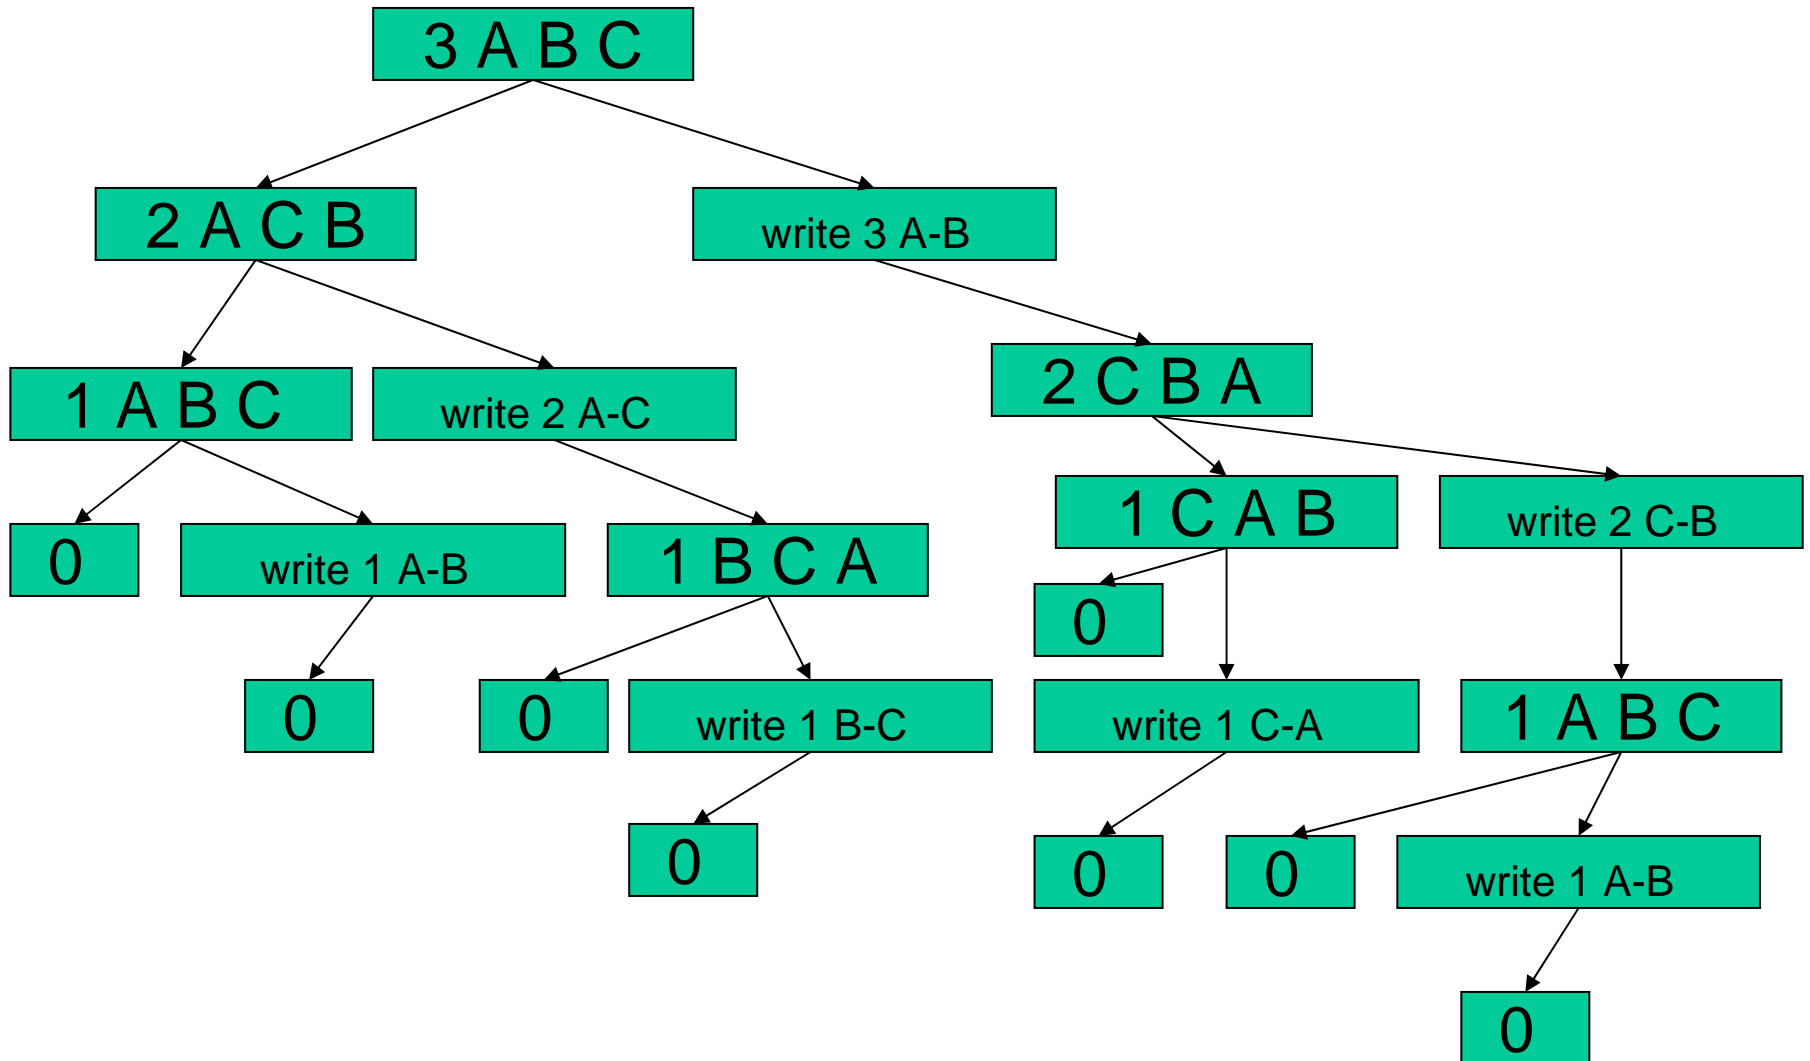 3 A B C
2 A C B
write 3 A-B
2 C B A
1 A B C
write 2 A-C
1 C A B
write 2 C-B
0
write 1 A-B
1 B C A
0
0
0
write 1 B-C
write 1 C-A
1 A B C
0
0
0
write 1 A-B
0